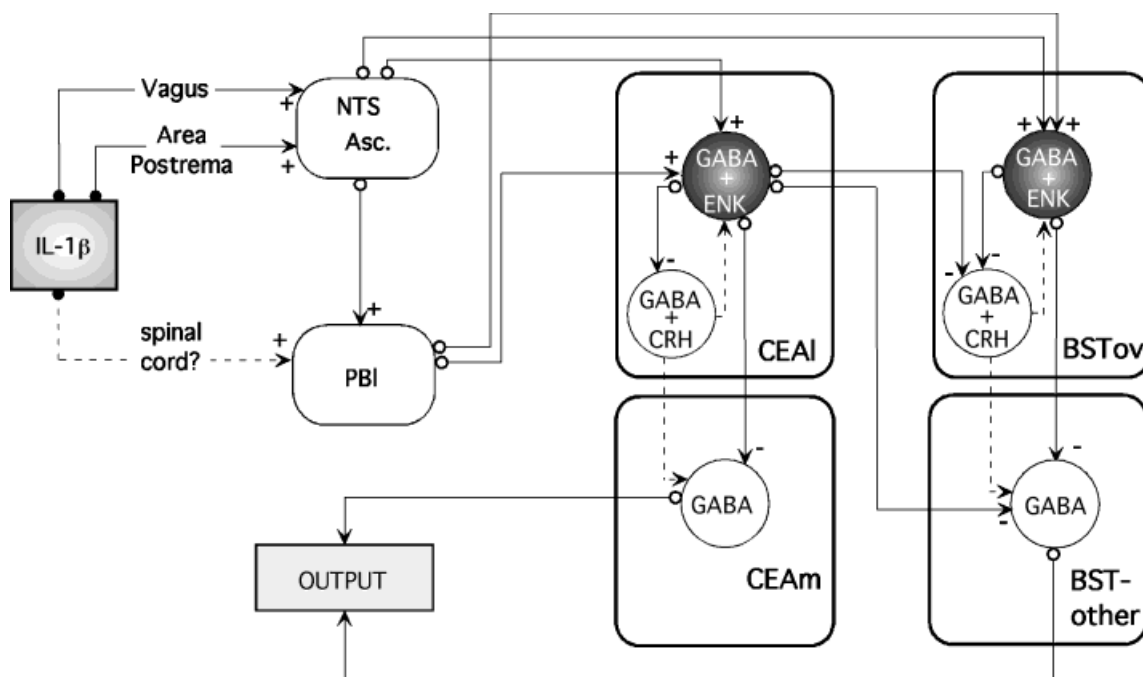 Vagus
+
Area
Postrema
+
NTS
Asc.
IL-1β
spinal
cord?
+
+
PBl
+
+
GABA
+
ENK
-
GABA
+
CRH
CEAl
+ +
GABA
+
ENK
-
-
GABA
+
CRH
BSTov
-
GABA
CEAm
-
-
GABA
BST-
other
OUTPUT